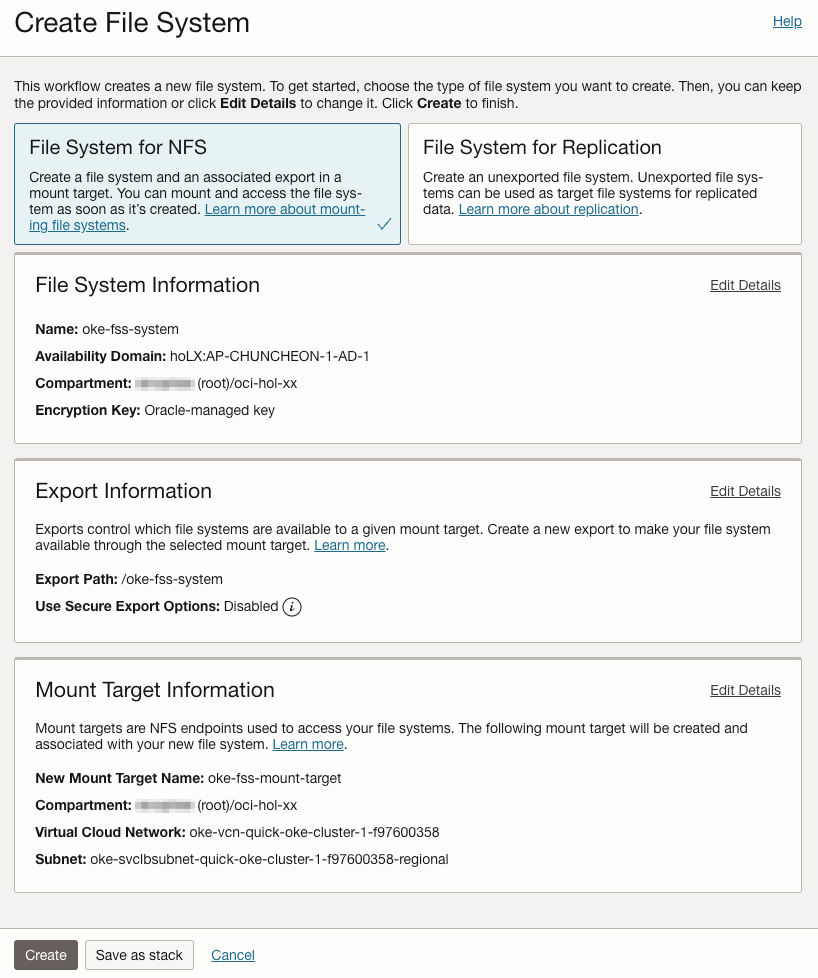 Create File System
Help
This workflow creates a new file system. To get started, choose the type of file system you want to create. Then, you can keep
the provided information or click Edit Details to change it. Click Create to finish.
File System for NFS
Create a file system and an associated export in a
mount target. You can mount and access the file sys-
tem as soon as it’s created. Learn more about mount-
ing file systems.
File System for Replication
Create an unexported file system. Unexported file sys-
tems can be used as target file systems for replicated
data. Learn more about replication.
File System Information
Edit Details
Name: oke-fss-system
Availability Domain: hoLX:AP-CHUNCHEON-1-AD-1
Compartment: (root)/oci-hol-xx
Encryption Key: Oracle-managed key
Export Information
Edit Details
Exports control which file systems are available to a given mount target. Create a new export to make your file system
available through the selected mount target. Learn more.
Export Path: /oke-fss-system
Use Secure Export Options: Disabled i
Mount Target Information
Edit Details
Mount targets are NFS endpoints used to access your file systems. The following mount target will be created and
associated with your new file system. Learn more.
New Mount Target Name: oke-fss-mount-target
Compartment: (root)/oci-hol-xx
Virtual Cloud Network: oke-vcn-quick-oke-cluster-1-f97600358
Subnet: oke-svclbsubnet-quick-oke-cluster-1-f97600358-regional
Create
Save as stack
Cancel